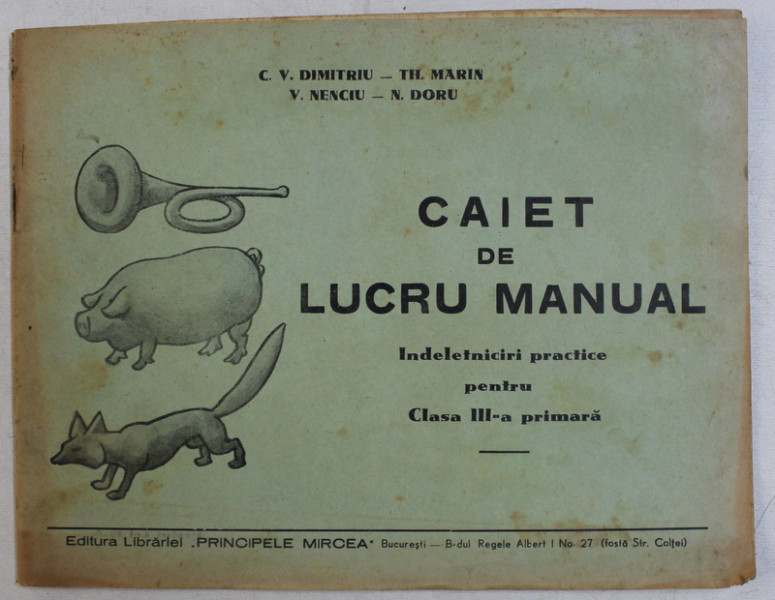 C. V. DIMITRIU — TH. MARIN
V. NENCIU — N. DORU
CAIET
DE
LUCRU MANUAL
Indeletniciri practice
pentru
Clasa III-a primară
Editura Librăriei „PRINCIPELE MIRCEA“ București — B-dul Regele Albert I No. 27 (fostă Str. Colței)